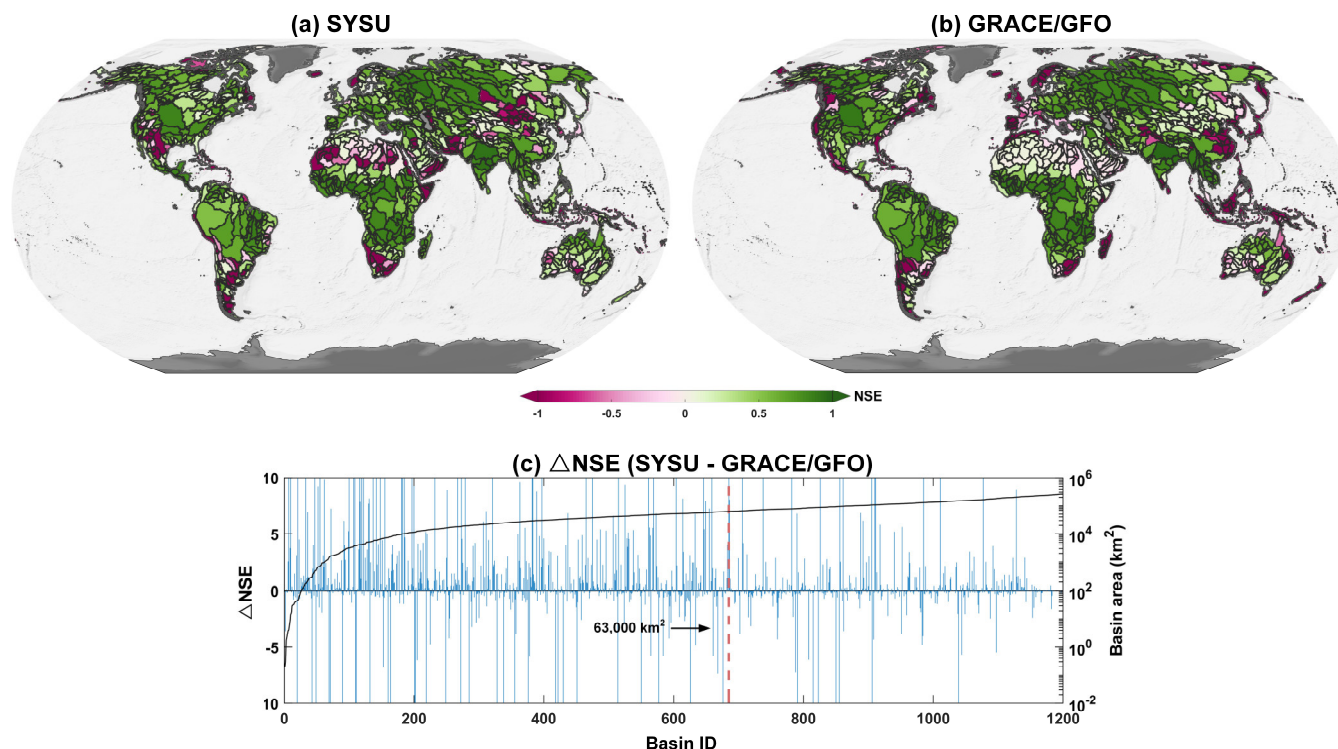 (a) SYSU
(b) GRACE/GFO
-1 -0.5 0 0.5 1 NSE
(c) △NSE (SYSU - GRACE/GFO)
10
5
0
-5
10
△NSE
63,000 km²
10⁶
10⁴
10²
10⁰
10⁻²
Basin area (km²)
0 200 400 600 800 1000 1200
Basin ID